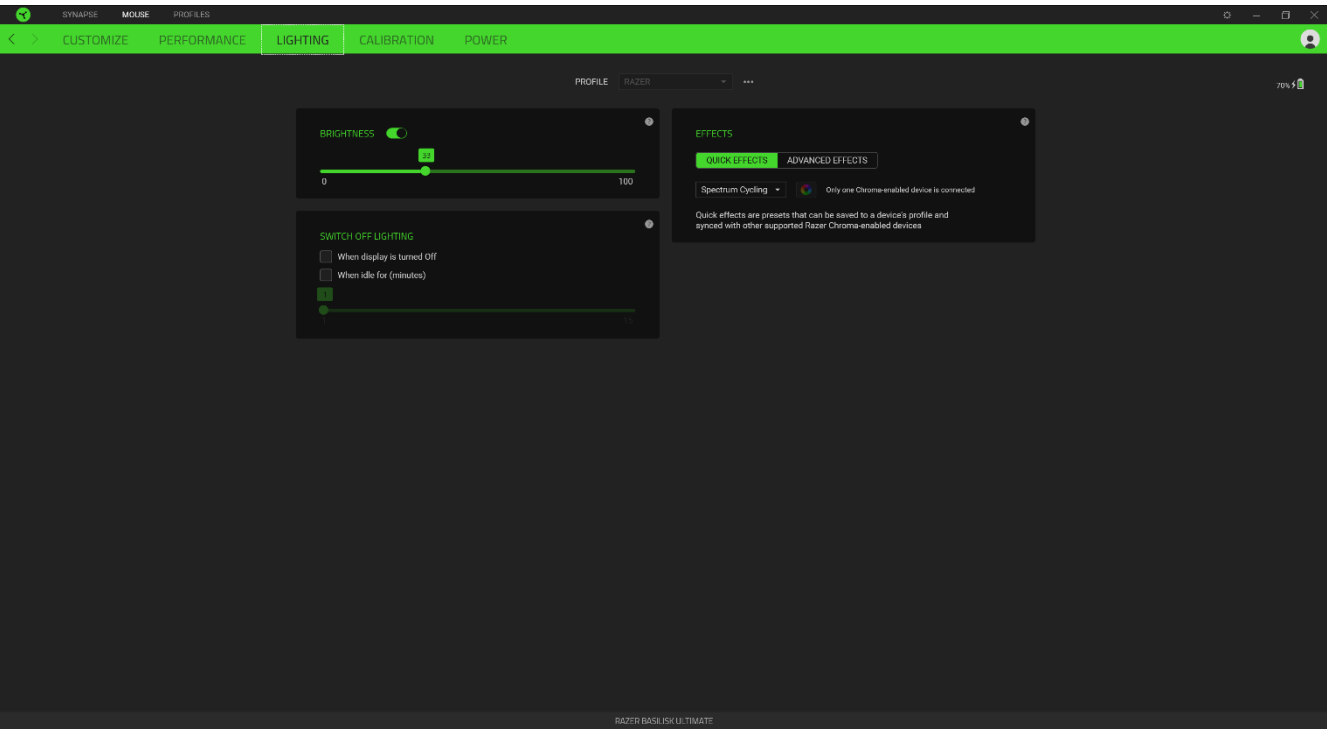 SYNAPSE MOUSE PROFILES
CUSTOMIZE PERFORMANCE LIGHTING CALIBRATION POWER
PROFILE RAZER
70%
BRIGHTNESS
33
0 100
SWITCH OFF LIGHTING
When display is turned Off
When idle for (minutes)
1
1 15
EFFECTS
QUICK EFFECTS ADVANCED EFFECTS
Spectrum Cycling Only one Chroma-enabled device is connected
Quick effects are presets that can be saved to a device's profile and
synced with other supported Razer Chroma-enabled devices
RAZER BASILISK ULTIMATE